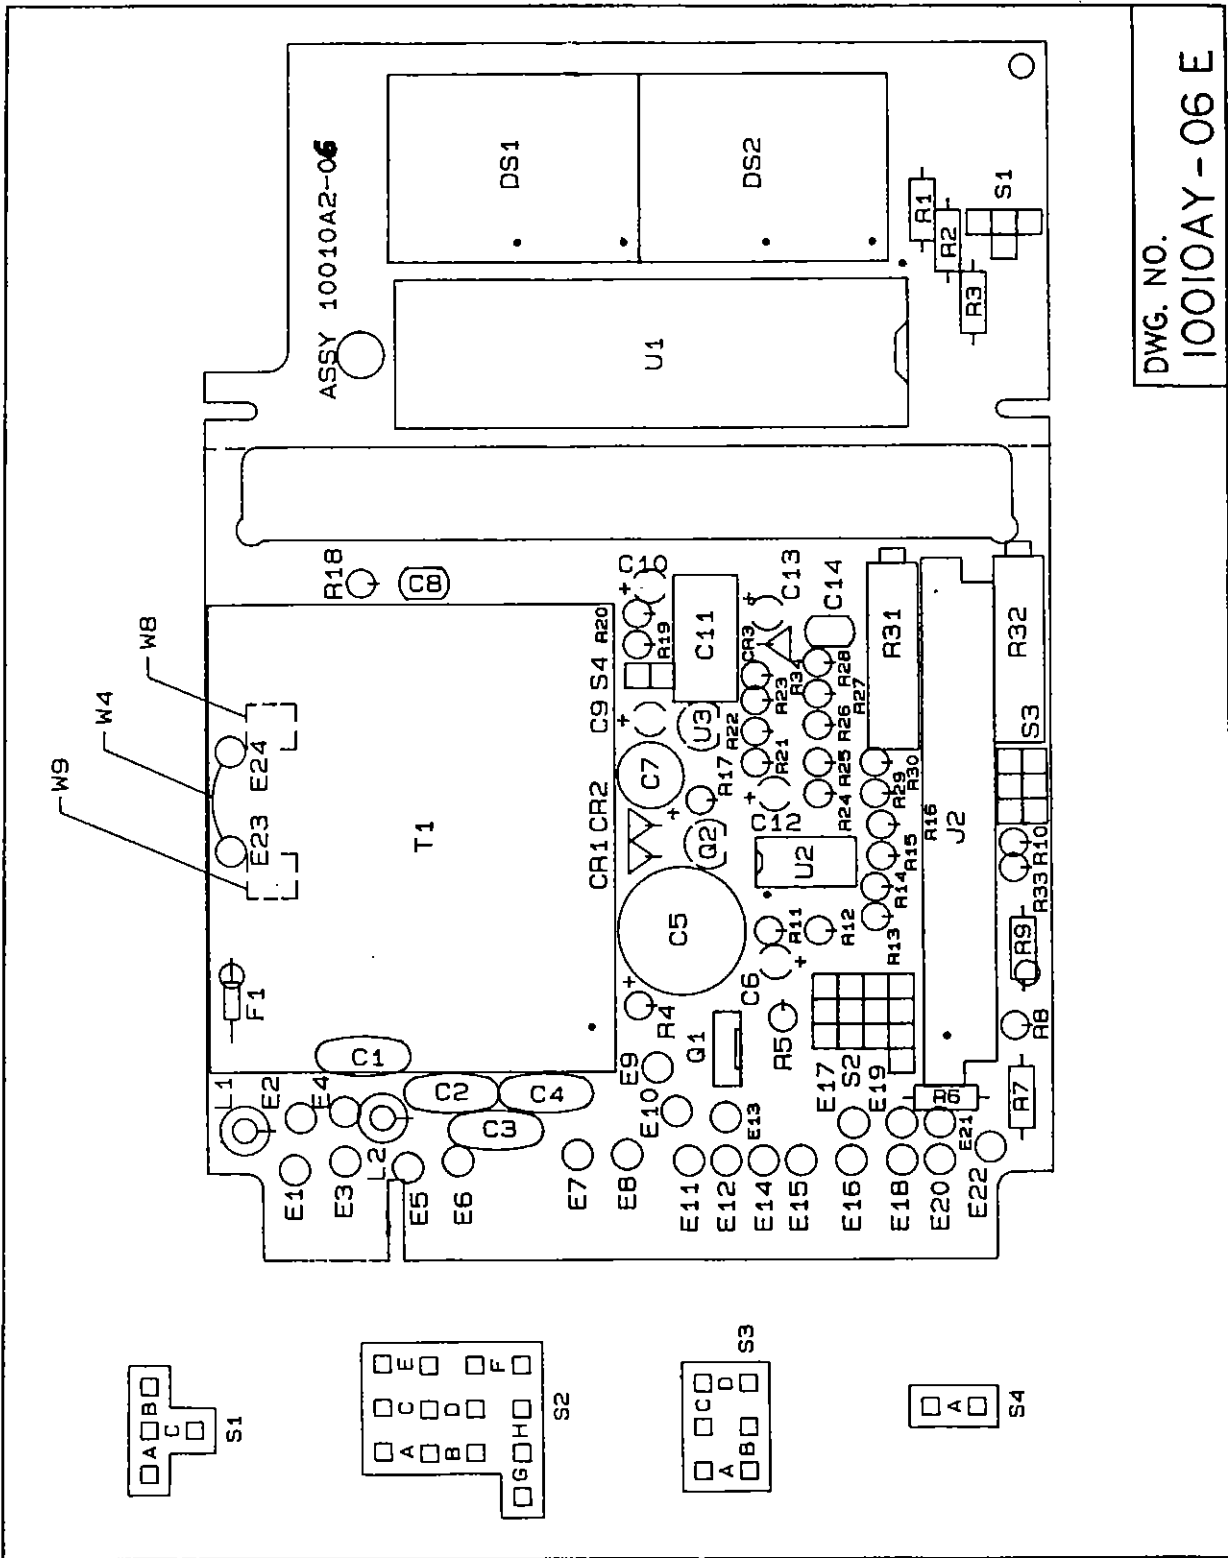 W9
W4
W8
ASSY 10010A2-06
DS1
DS2
U1
R1
R2
R3
S1
E24
E23
T1
F1
R18
C8
L1
E2
E4
C1
C2
C4
C3
L2
E1
E3
E5
E6
E7
E8
E9
E10
E11
E12
E13
E14
E15
E16
E17
S2
E18
E19
E20
E21
E22
C10
R20
R19
S4
C9
C11
C13
C14
CR3
R34
R28
R27
R26
R25
R24
R23
R22
R21
U3
C7
R17
CR1
CR2
Q2
C12
U2
C5
R4
Q1
R5
C6
R11
R12
R13
R14
R15
R16
R29
R30
R31
J2
R32
S3
R10
R33
R9
R8
R7
R6
A
B
C
S1
A
C
E
B
D
F
G
H
S2
A
B
C
D
S3
A
S4
DWG. NO.
10010AY-06 E